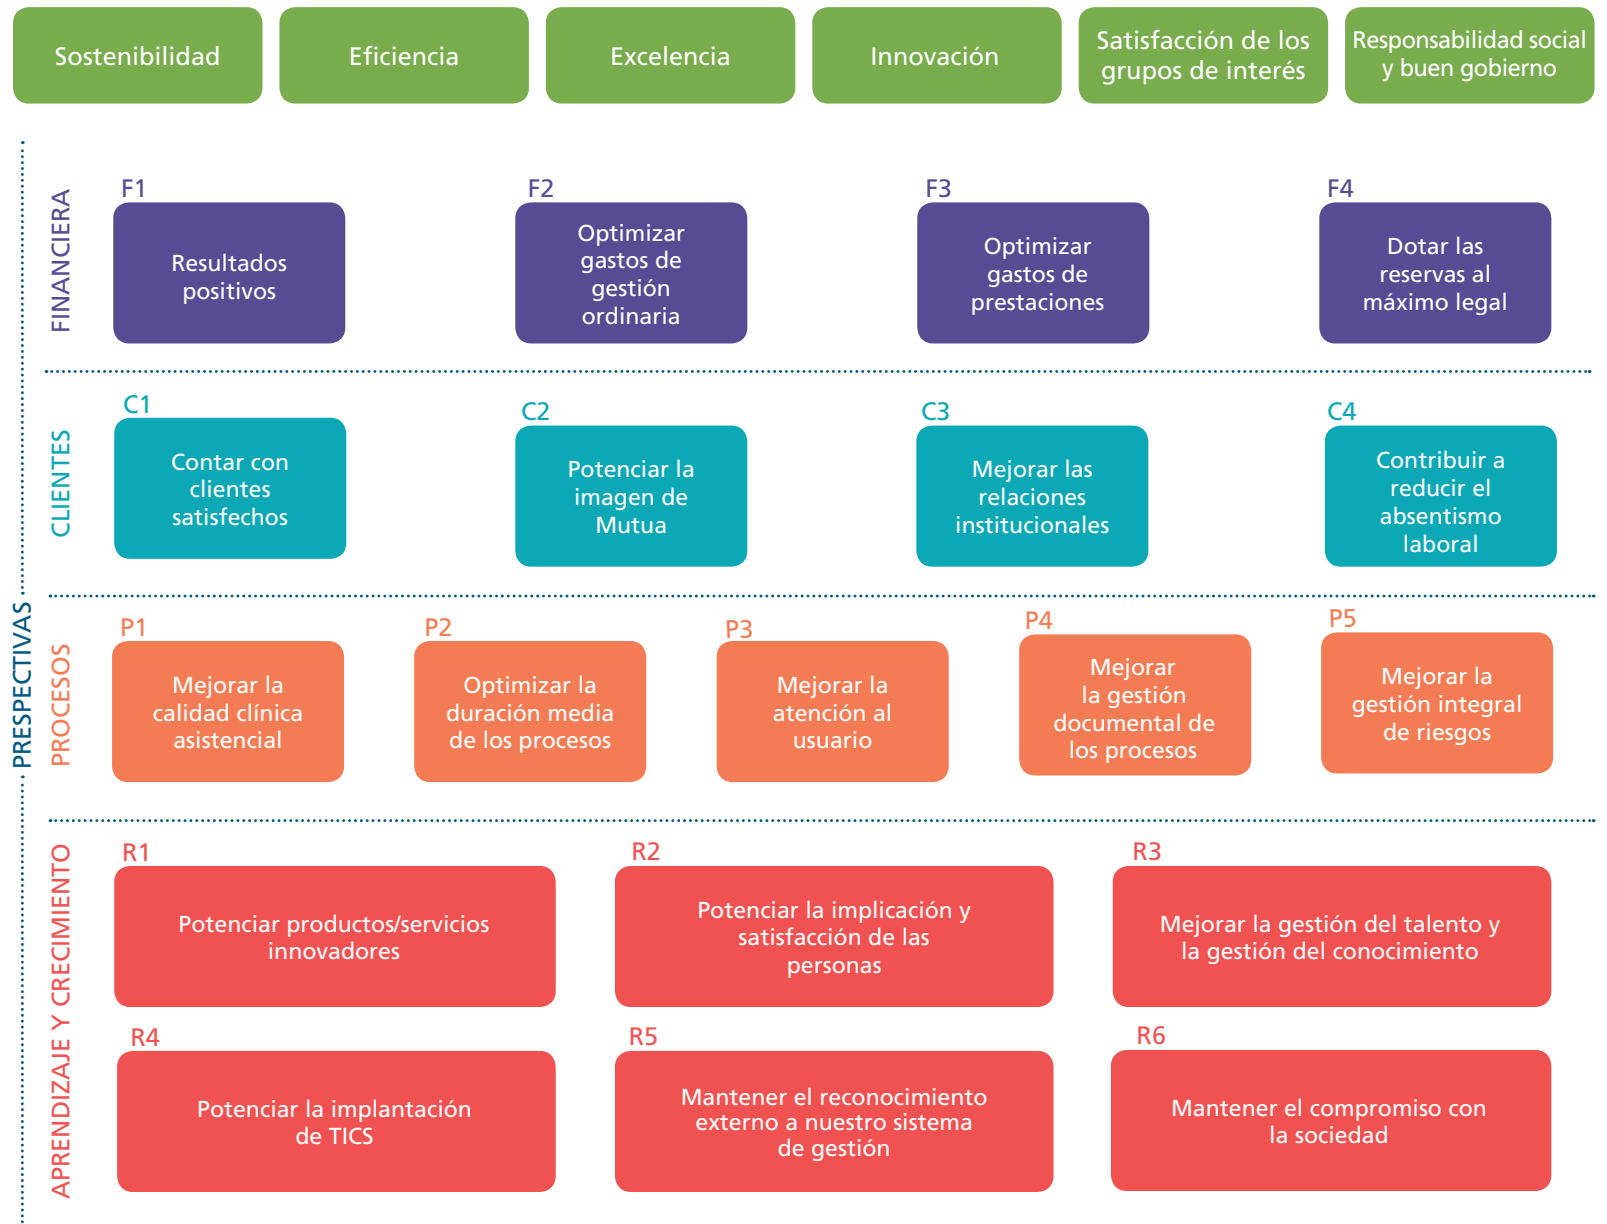 Sostenibilidad
Eficiencia
Excelencia
Innovación
Satisfacción de los
grupos de interés
Responsabilidad social
y buen gobierno
PRESPECTIVAS
FINANCIERA
F1
Resultados
positivos
F2
Optimizar
gastos de
gestión
ordinaria
F3
Optimizar
gastos de
prestaciones
F4
Dotar las
reservas al
máximo legal
CLIENTES
C1
Contar con
clientes
satisfechos
C2
Potenciar la
imagen de
Mutua
C3
Mejorar las
relaciones
institucionales
C4
Contribuir a
reducir el
absentismo
laboral
PROCESOS
P1
Mejorar la
calidad clínica
asistencial
P2
Optimizar la
duración media
de los procesos
P3
Mejorar la
atención al
usuario
P4
Mejorar
la gestión
documental de
los procesos
P5
Mejorar la
gestión integral
de riesgos
APRENDIZAJE Y CRECIMIENTO
R1
Potenciar productos/servicios
innovadores
R2
Potenciar la implicación y
satisfacción de las
personas
R3
Mejorar la gestión del talento y
la gestión del conocimiento
R4
Potenciar la implantación
de TICS
R5
Mantener el reconocimiento
externo a nuestro sistema
de gestión
R6
Mantener el compromiso con
la sociedad